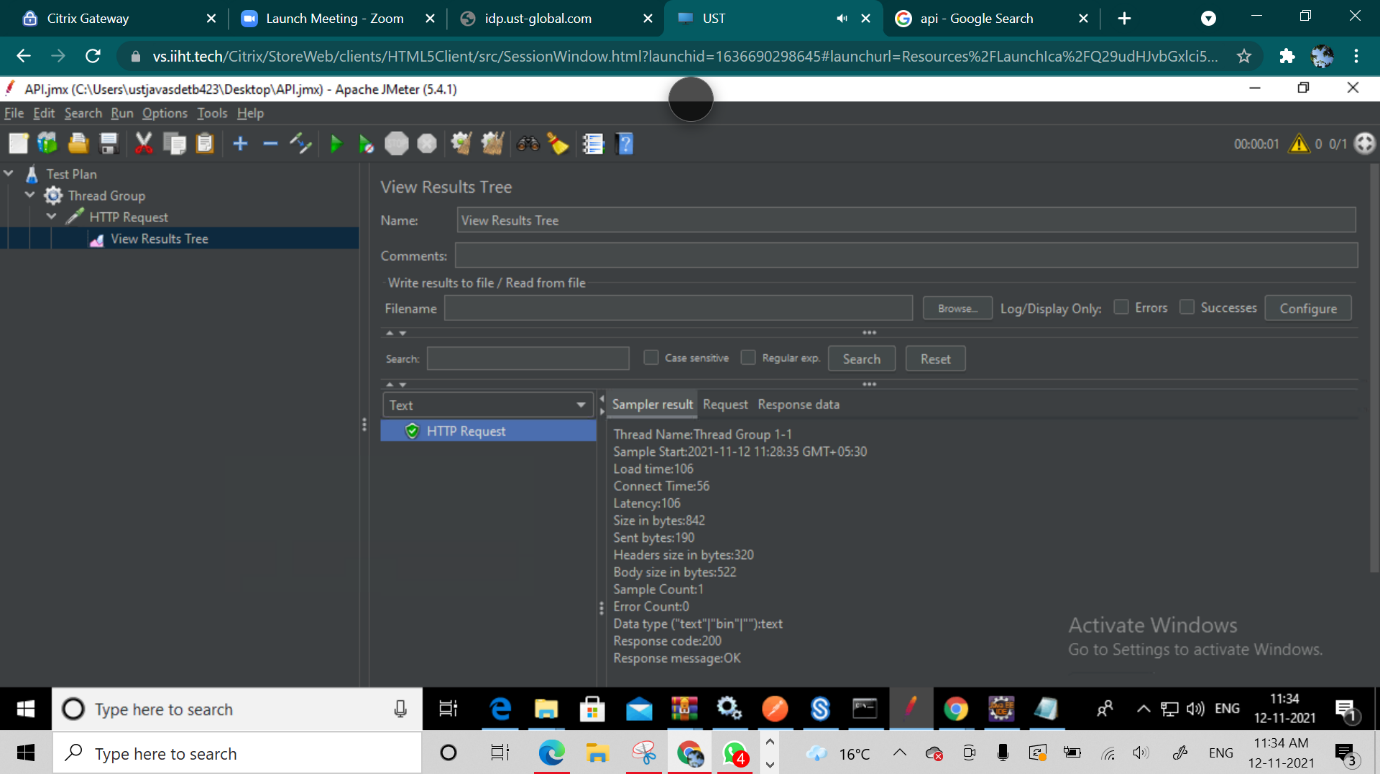 Citrix Gateway
Launch Meeting - Zoom
idp.ust-global.com
UST
api - Google Search
vs.iiht.tech/Citrix/StoreWeb/clients/HTML5Client/src/SessionWindow.html?launchid=1636690298645#launchurl=Resources%2FLaunchIca%2FQ29udHJvbGxlci5...
API.jmx (C:\Users\ustjavasdetb423\Desktop\API.jmx) - Apache JMeter (5.4.1)
File Edit Search Run Options Tools Help
00:00:01 0 0/1
Test Plan
Thread Group
HTTP Request
View Results Tree
View Results Tree
Name: View Results Tree
Comments:
Write results to file / Read from file
Filename Browse... Log/Display Only: Errors Successes Configure
Search: Case sensitive Regular exp. Search Reset
Text
HTTP Request
Sampler result Request Response data
Thread Name:Thread Group 1-1
Sample Start:2021-11-12 11:28:35 GMT+05:30
Load time:106
Connect Time:56
Latency:106
Size in bytes:842
Sent bytes:190
Headers size in bytes:320
Body size in bytes:522
Sample Count:1
Error Count:0
Data type ("text"|"bin"|""):text
Response code:200
Response message:OK
Activate Windows
Go to Settings to activate Windows.
Type here to search
ENG
11:34
12-11-2021
1
Type here to search
4
16°C
ENG
11:34 AM
12-11-2021
3